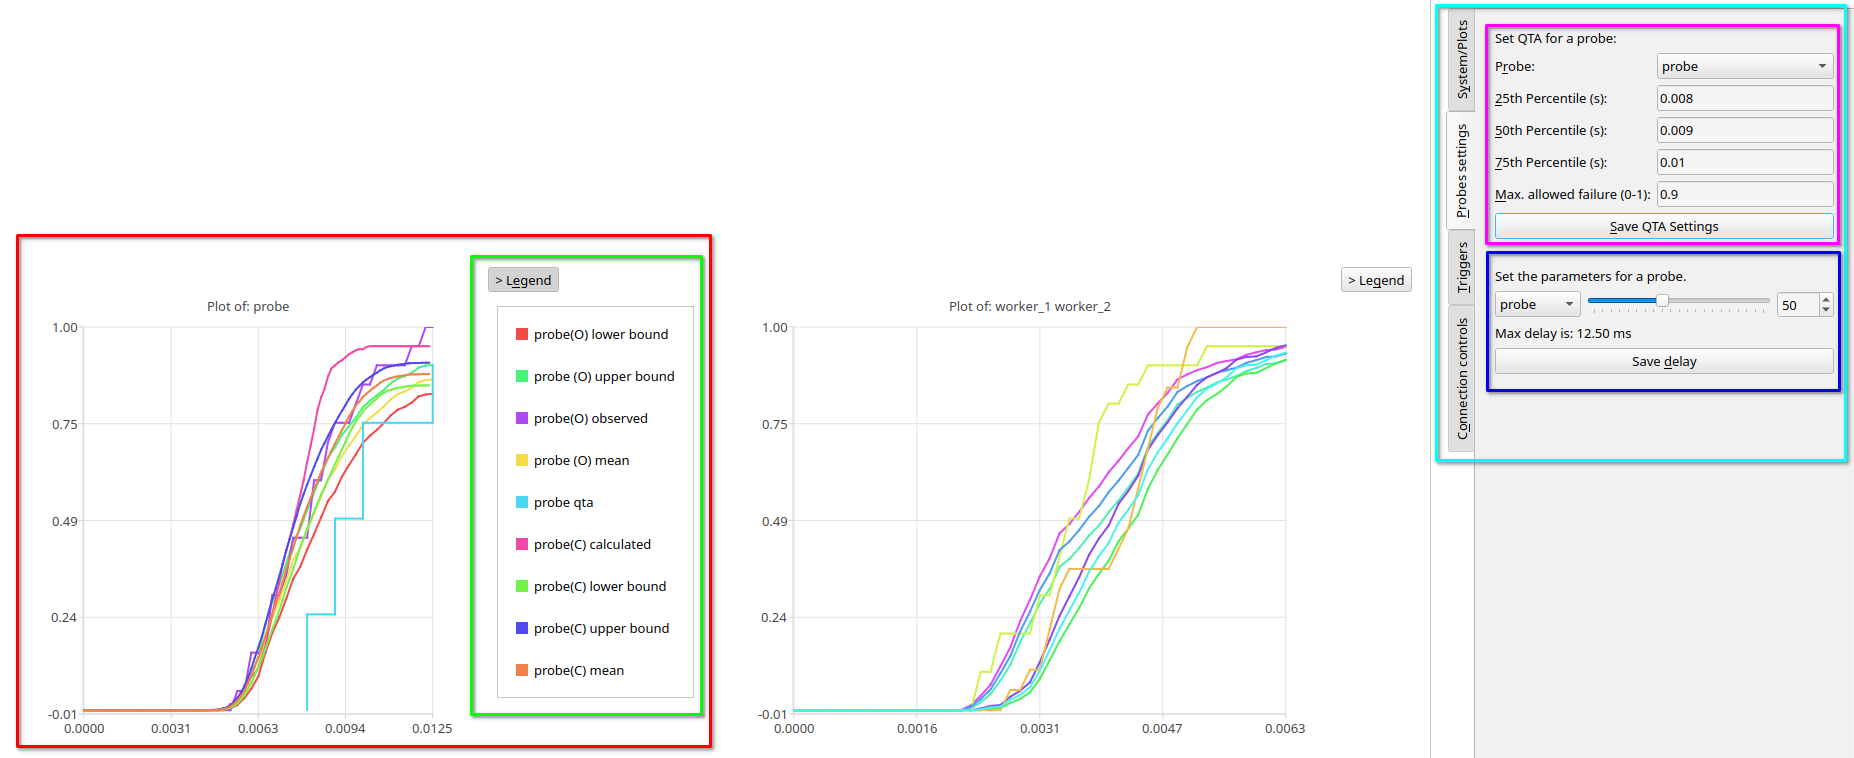 > Legend
Plot of: probe
1.00
0.75
0.49
0.24
-0.01
0.0000 0.0031 0.0063 0.0094 0.0125
probe(O) lower bound
probe (O) upper bound
probe(O) observed
probe (O) mean
probe qta
probe(C) calculated
probe(C) lower bound
probe(C) upper bound
probe(C) mean
> Legend
Plot of: worker_1 worker_2
1.00
0.75
0.49
0.24
-0.01
0.0000 0.0016 0.0031 0.0047 0.0063
System/Plots
Probes settings
Triggers
Connection controls
Set QTA for a probe:
Probe: probe
25th Percentile (s): 0.008
50th Percentile (s): 0.009
75th Percentile (s): 0.01
Max. allowed failure (0-1): 0.9
Save QTA Settings
Set the parameters for a probe.
probe 50
Max delay is: 12.50 ms
Save delay